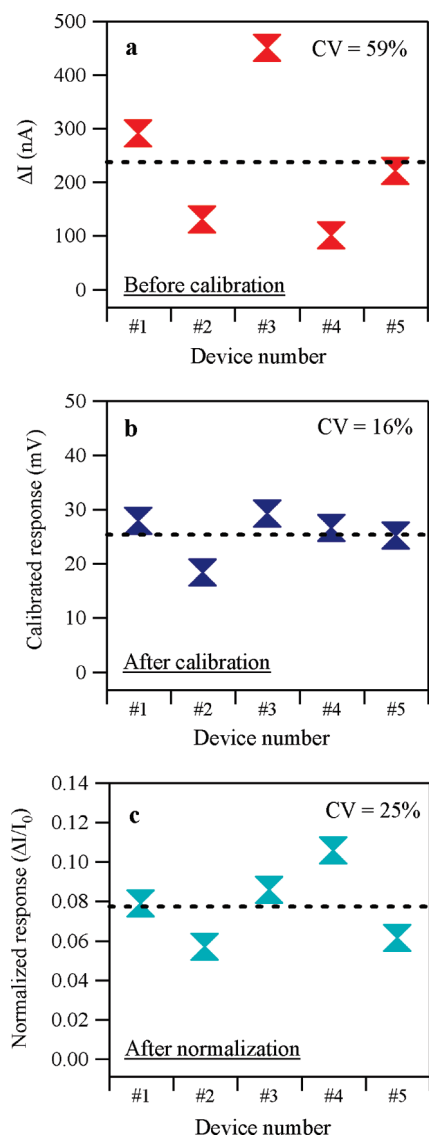 a
CV = 59%
500
400
300
200
100
0
ΔI (nA)
Before calibration
#1 #2 #3 #4 #5
Device number
b
CV = 16%
50
40
30
20
10
0
Calibrated response (mV)
After calibration
#1 #2 #3 #4 #5
Device number
c
CV = 25%
0.14
0.12
0.10
0.08
0.06
0.04
0.02
0.00
Normalized response (ΔI/I₀)
After normalization
#1 #2 #3 #4 #5
Device number